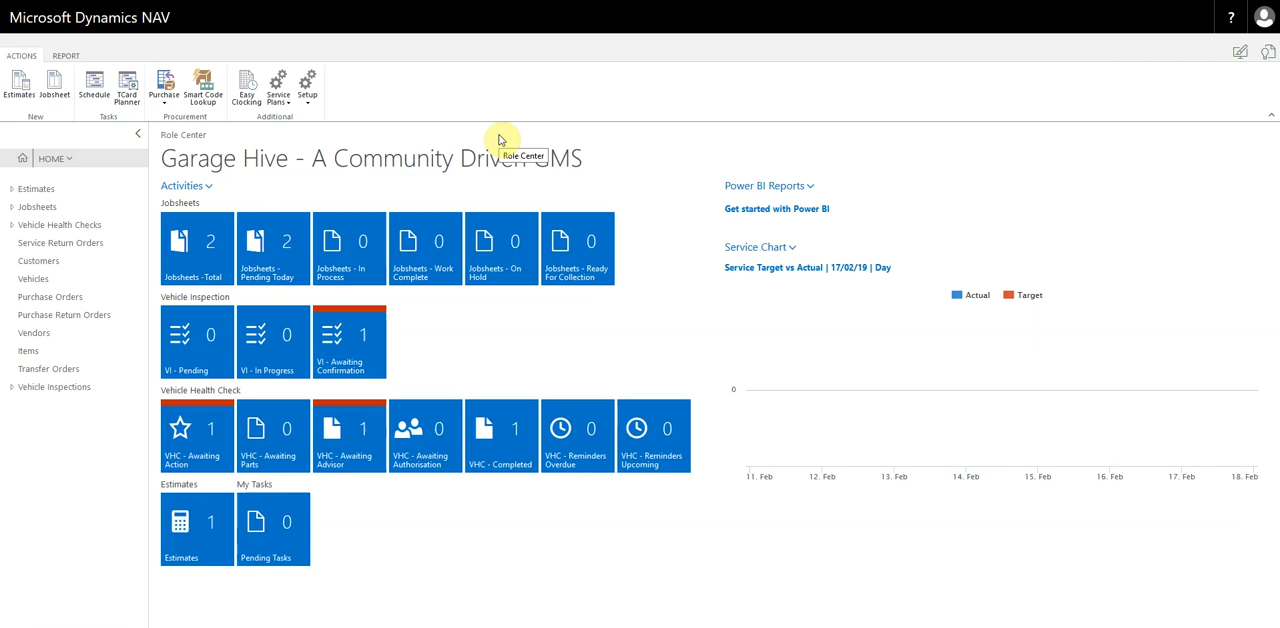 Microsoft Dynamics NAV
?
ACTIONS REPORT
Estimates Jobsheet Schedule TCard Planner Purchase Smart Code Lookup Easy Clocking Service Plans Setup
New Tasks Procurement Additional
HOME
Estimates
Jobsheets
Vehicle Health Checks
Service Return Orders
Customers
Vehicles
Purchase Orders
Purchase Return Orders
Vendors
Items
Transfer Orders
Vehicle Inspections
Role Center
Role Center
Garage Hive - A Community Driven GMS
Activities
Jobsheets
2 2 0 0 0 0
Jobsheets -Total
Jobsheets - Pending Today
Jobsheets - In Process
Jobsheets - Work Complete
Jobsheets - On Hold
Jobsheets - Ready For Collection
Vehicle Inspection
0 0 1
VI - Pending
VI - In Progress
VI - Awaiting Confirmation
Vehicle Health Check
1 0 1 0 1 0 0
VHC - Awaiting Action
VHC - Awaiting Parts
VHC - Awaiting Advisor
VHC - Awaiting Authorisation
VHC - Completed
VHC - Reminders Overdue
VHC - Reminders Upcoming
Estimates My Tasks
1 0
Estimates
Pending Tasks
Power BI Reports
Get started with Power BI
Service Chart
Service Target vs Actual | 17/02/19 | Day
Actual Target
0
11. Feb 12. Feb 13. Feb 14. Feb 15. Feb 16. Feb 17. Feb 18. Feb